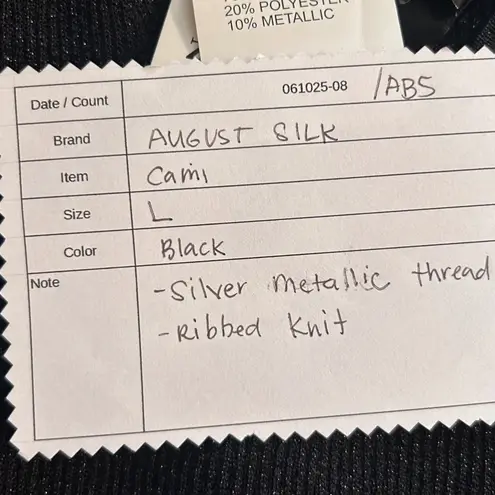 20% POLYESTER
10% METALLIC
Date / Count 061025-08 /ABS
Brand AUGUST SILK
Item Cami
Size L
Color Black
Note
- Silver metallic thread
- Ribbed Knit